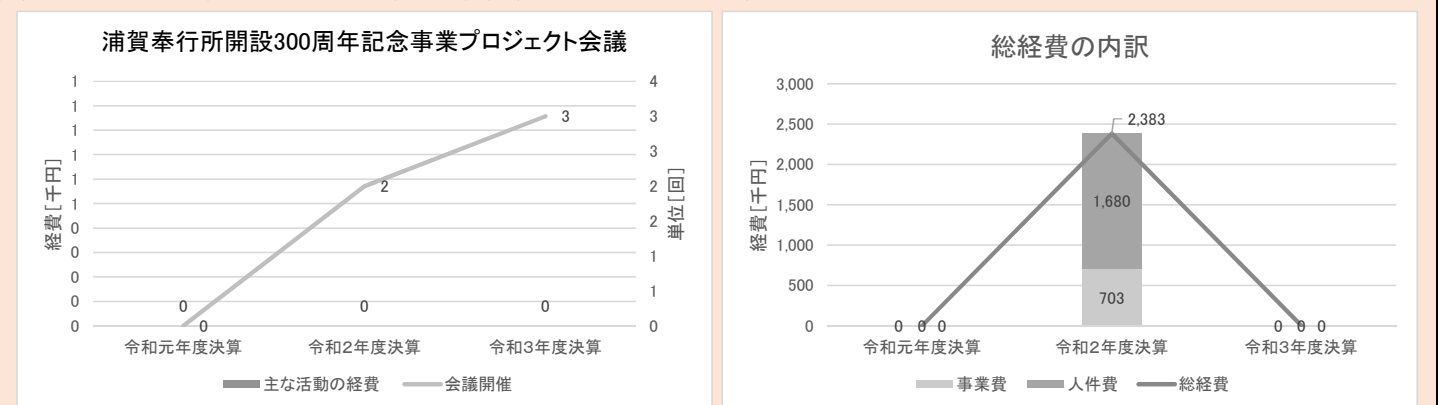 浦賀奉行所開設300周年記念事業プロジェクト会議
経費[千円]
1
1
1
1
1
1
0
0
0
0
0
4
3
3
2
2
1
1
0
単位[回]
0
0
0
0
2
3
令和元年度決算
令和2年度決算
令和3年度決算
主な活動の経費
会議開催
総経費の内訳
経費[千円]
3,000
2,500
2,000
1,500
1,000
500
0
2,383
1,680
703
0 0 0
0 0 0
令和元年度決算
令和2年度決算
令和3年度決算
事業費
人件費
総経費